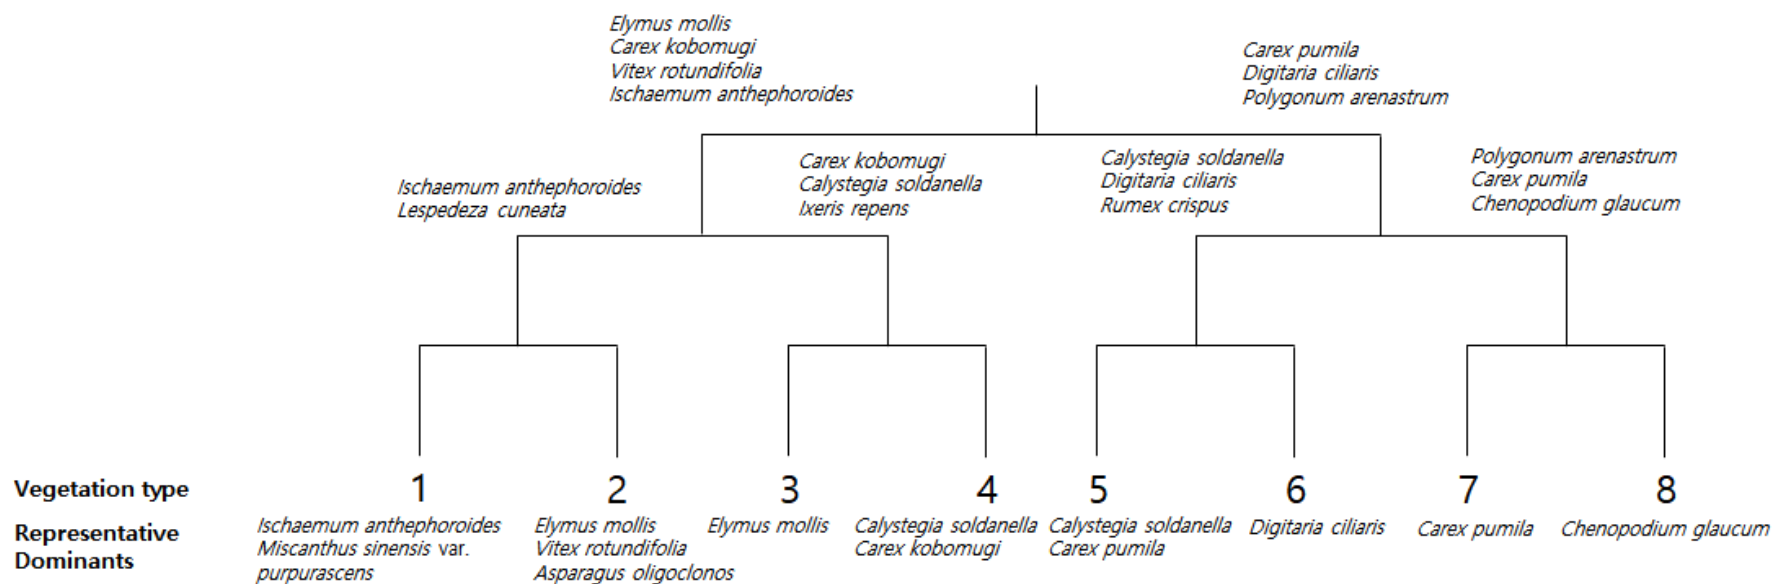 Elymus mollis
Carex kobomugi
Vitex rotundifolia
Ischaemum anthephoroides
Carex pumila
Digitaria ciliaris
Polygonum arenastrum
Ischaemum anthephoroides
Lespedeza cuneata
Carex kobomugi
Calystegia soldanella
Ixeris repens
Calystegia soldanella
Digitaria ciliaris
Rumex crispus
Polygonum arenastrum
Carex pumila
Chenopodium glaucum
Vegetation type 1 2 3 4 5 6 7 8
Representative
Dominants
Ischaemum anthephoroides
Miscanthus sinensis var.
purpurascens
Elymus mollis
Vitex rotundifolia
Asparagus oligoclonos
Elymus mollis
Calystegia soldanella
Carex kobomugi
Calystegia soldanella
Carex pumila
Digitaria ciliaris
Carex pumila
Chenopodium glaucum